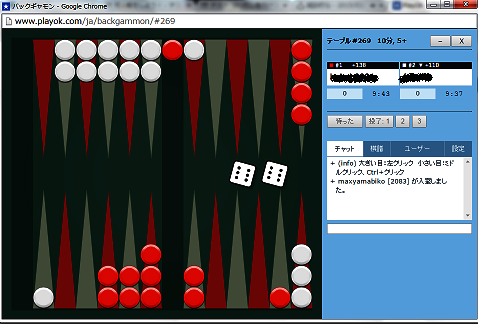 バックギャモン - Google Chrome
www.playok.com/ja/backgammon/#269
テーブル#269 10分, 5+
– X
#1 +138
#2 ▼ +110
0 9:43 0 9:37
待った 投了: 1 2 3
チャット 棋譜 ユーザー 設定
+ (info) 大きい目:左クリック 小さい目:ミド
ルクリック、Ctrl+クリック
+ maxyamabiko [2083] が入室しまし
た。